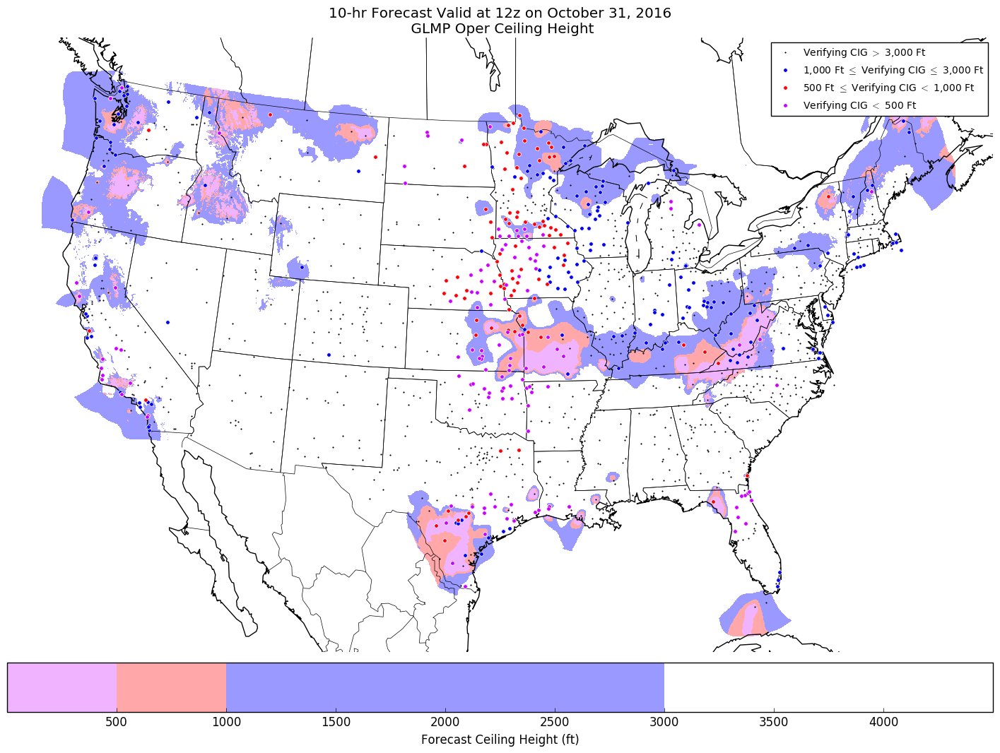 10-hr Forecast Valid at 12z on October 31, 2016
GLMP Oper Ceiling Height
Verifying CIG > 3,000 Ft
1,000 Ft ≤ Verifying CIG ≤ 3,000 Ft
500 Ft ≤ Verifying CIG < 1,000 Ft
Verifying CIG < 500 Ft
500 1000 1500 2000 2500 3000 3500 4000
Forecast Ceiling Height (ft)